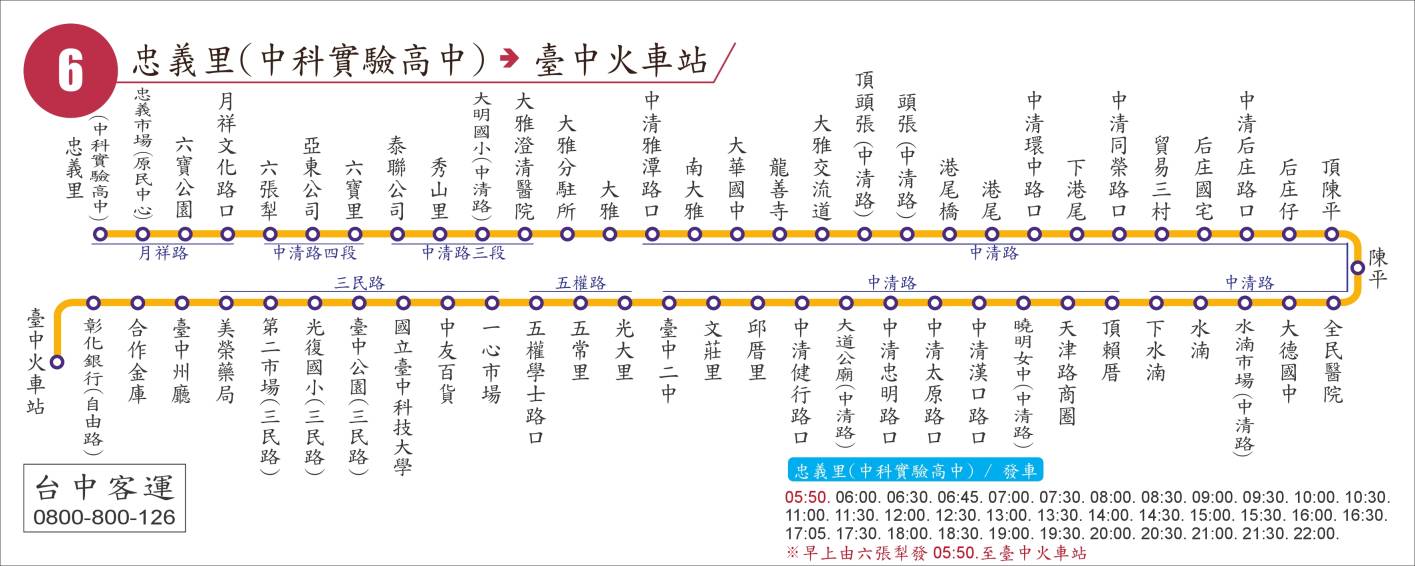 6
忠義里(中科實驗高中)➔臺中火車站
忠義里(中科實驗高中)
忠義市場(原民中心)
六寶公園
月祥文化路口
六張犁
亞東公司
六寶里
泰聯公司
秀山里
大明國小(中清路)
大雅澄清醫院
大雅分駐所
大雅
中清雅潭路口
南大雅
大華國中
龍善寺
大雅交流道
頂頭張(中清路)
頭張(中清路)
港尾橋
港尾
中清環中路口
下港尾
中清同榮路口
貿易三村
后庄國宅
中清后庄路口
后庄仔
頂陳平
月祥路
中清路四段
中清路三段
中清路
陳平
三民路
五權路
中清路
中清路
臺中火車站
彰化銀行(自由路)
合作金庫
臺中州廳
美榮藥局
第二市場(三民路)
光復國小(三民路)
臺中公園(三民路)
國立臺中科技大學
中友百貨
一心市場
五權學士路口
五常里
光大里
臺中二中
文莊里
邱厝里
中清健行路口
大道公廟(中清路)
中清忠明路口
中清太原路口
中清漢口路口
曉明女中(中清路)
天津路商圈
頂賴厝
下水湳
水湳
水湳市場(中清路)
大德國中
全民醫院
台中客運
0800-800-126
忠義里(中科實驗高中) / 發車
05:50. 06:00. 06:30. 06:45. 07:00. 07:30. 08:00. 08:30. 09:00. 09:30. 10:00. 10:30.
11:00. 11:30. 12:00. 12:30. 13:00. 13:30. 14:00. 14:30. 15:00. 15:30. 16:00. 16:30.
17:05. 17:30. 18:00. 18:30. 19:00. 19:30. 20:00. 20:30. 21:00. 21:30. 22:00.
※早上由六張犁發 05:50.至臺中火車站